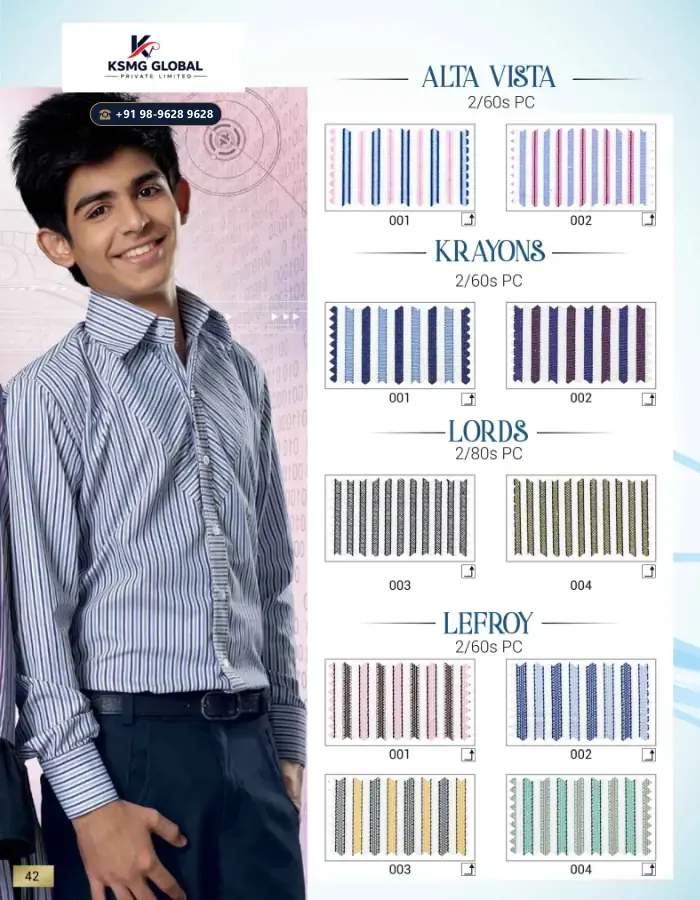 KSMG GLOBAL
PRIVATE LIMITED
+91 98-9628 9628
ALTA VISTA
2/60s PC
001
002
KRAYONS
2/60s PC
001
002
LORDS
2/80s PC
003
004
LEFROY
2/60s PC
001
002
003
004
42